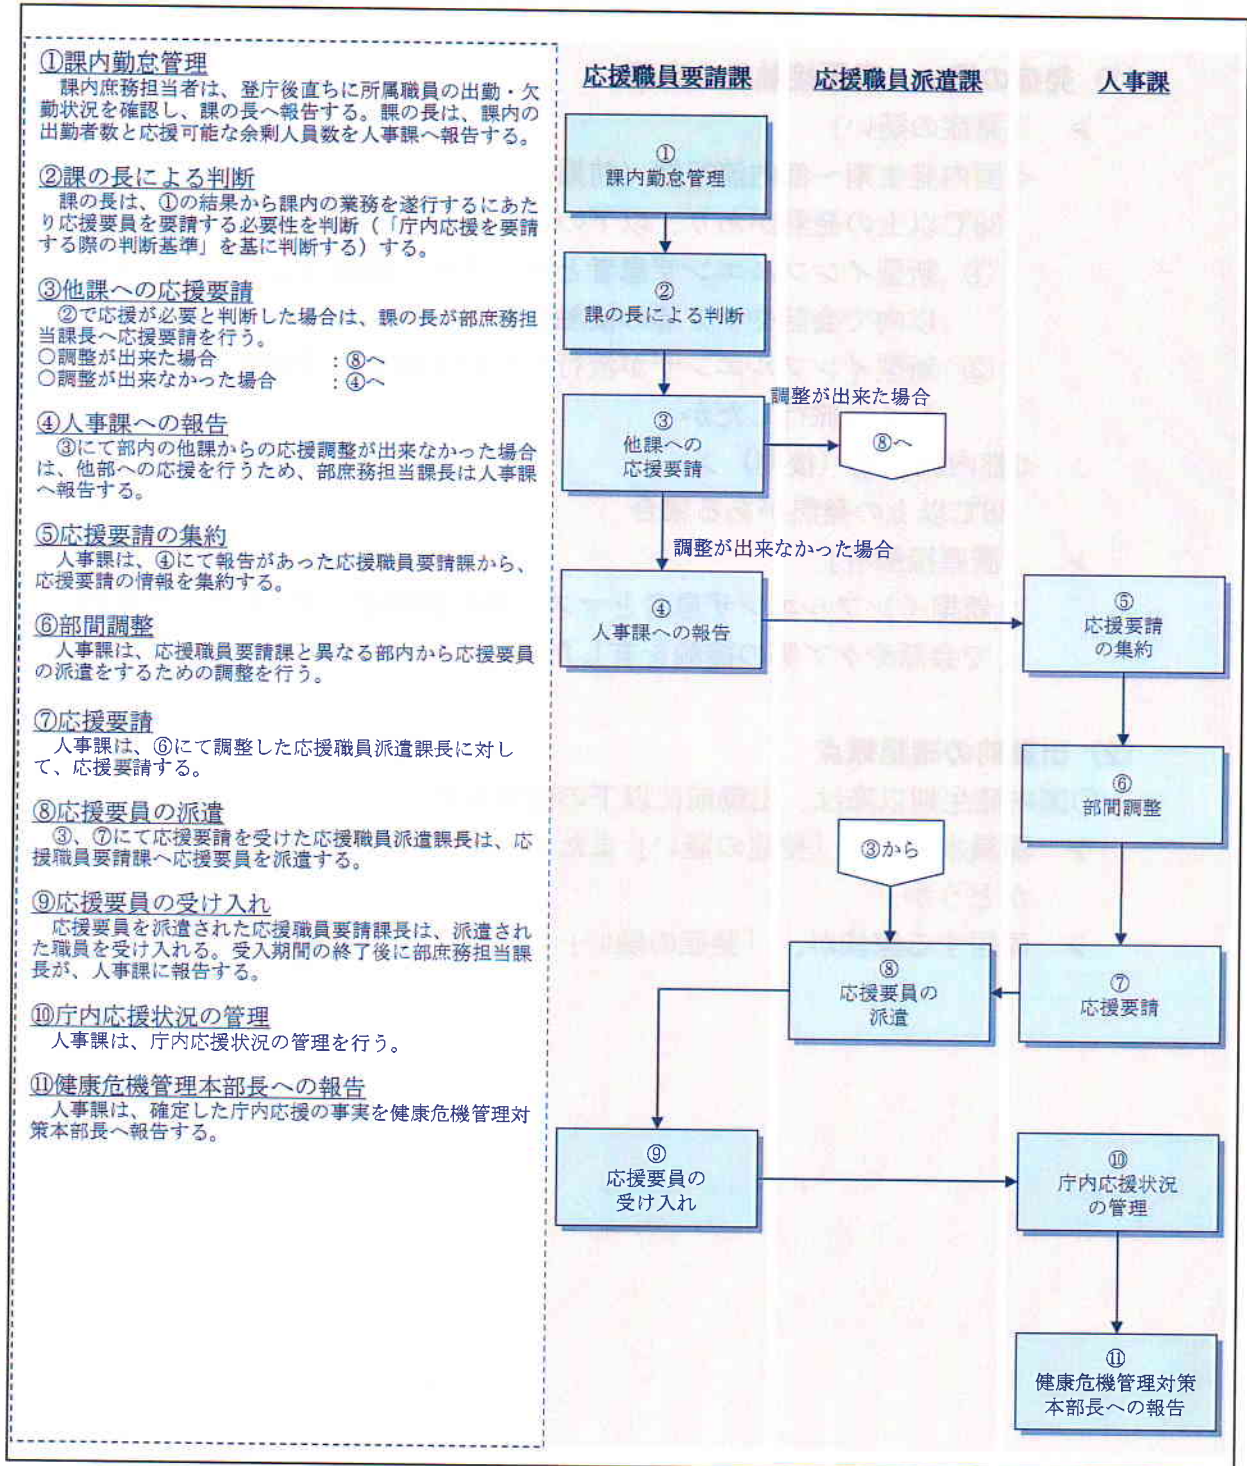 ①課内勤怠管理
課内庶務担当者は、登庁後直ちに所属職員の出勤・欠
勤状況を確認し、課の長へ報告する。課の長は、課内の
出勤者数と応援可能な余剰人員数を人事課へ報告する。
②課の長による判断
課の長は、①の結果から課内の業務を遂行するにあた
り応援要員を要請する必要性を判断（「庁内応援を要請
する際の判断基準」を基に判断する）する。
③他課への応援要請
②で応援が必要と判断した場合は、課の長が部庶務担
当課長へ応援要請を行う。
○調整が出来た場合　　　　：⑧へ
○調整が出来なかった場合　　：④へ
④人事課への報告
③にて部内の他課からの応援調整が出来なかった場合
は、他部への応援を行うため、部庶務担当課長は人事課
へ報告する。
⑤応援要請の集約
人事課は、④にて報告があった応援職員要請課から、
応援要請の情報を集約する。
⑥部間調整
人事課は、応援職員要請課と異なる部内から応援要員
の派遣をするための調整を行う。
⑦応援要請
人事課は、⑥にて調整した応援職員派遣課長に対し
て、応援要請する。
⑧応援要員の派遣
③、⑦にて応援要請を受けた応援職員派遣課長は、応
援職員要請課へ応援要員を派遣する。
⑨応援要員の受け入れ
応援要員を派遣された応援職員要請課長は、派遣され
た職員を受け入れる。受入期間の終了後に部庶務担当課
長が、人事課に報告する。
⑩庁内応援状況の管理
人事課は、庁内応援状況の管理を行う。
⑪健康危機管理本部長への報告
人事課は、確定した庁内応援の事実を健康危機管理対
策本部長へ報告する。
応援職員要請課
応援職員派遣課
人事課
①
課内勤怠管理
②
課の長による判断
③
他課への
応援要請
調整が出来た場合
⑧へ
調整が出来なかった場合
④
人事課への報告
⑤
応援要請
の集約
⑥
部間調整
③から
⑧
応援要員の
派遣
⑦
応援要請
⑨
応援要員の
受け入れ
⑩
庁内応援状況
の管理
⑪
健康危機管理対策
本部長への報告